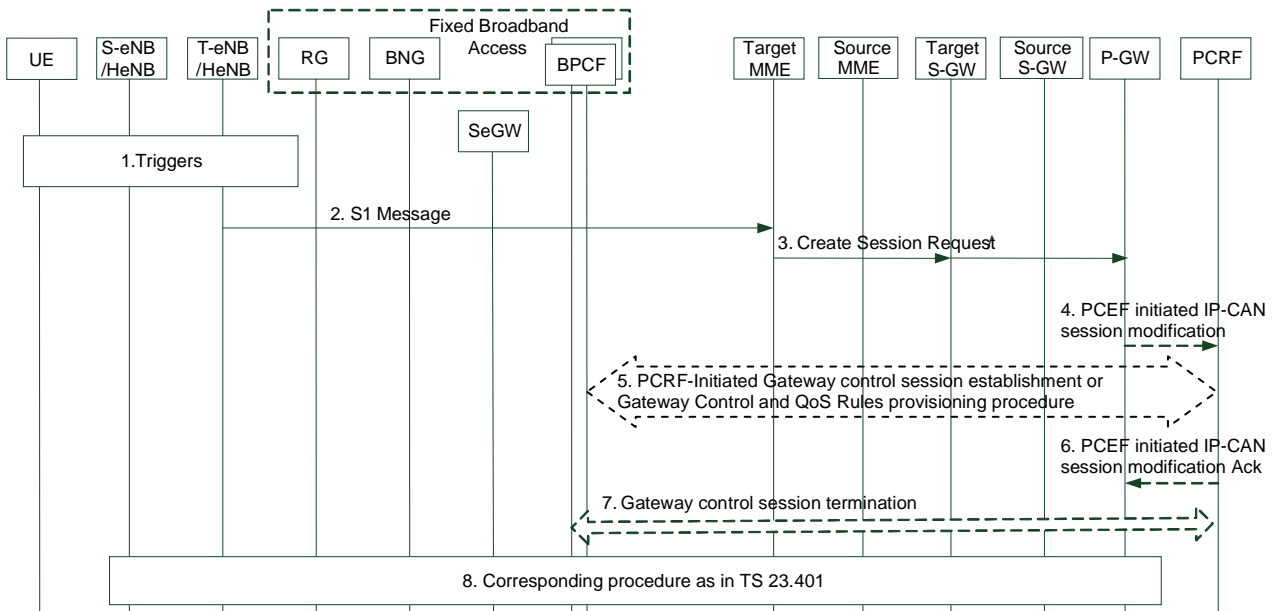 Fixed Broadband
Access
UE
S-eNB
/HeNB
T-eNB
/HeNB
RG
BNG
BPCF
Target
MME
Source
MME
Target
S-GW
Source
S-GW
P-GW
PCRF
SeGW
1.Triggers
2. S1 Message
3. Create Session Request
4. PCEF initiated IP-CAN
session modification
5. PCRF-Initiated Gateway control session establishment or
Gateway Control and QoS Rules provisioning procedure
6. PCEF initiated IP-CAN
session modification Ack
7. Gateway control session termination
8. Corresponding procedure as in TS 23.401